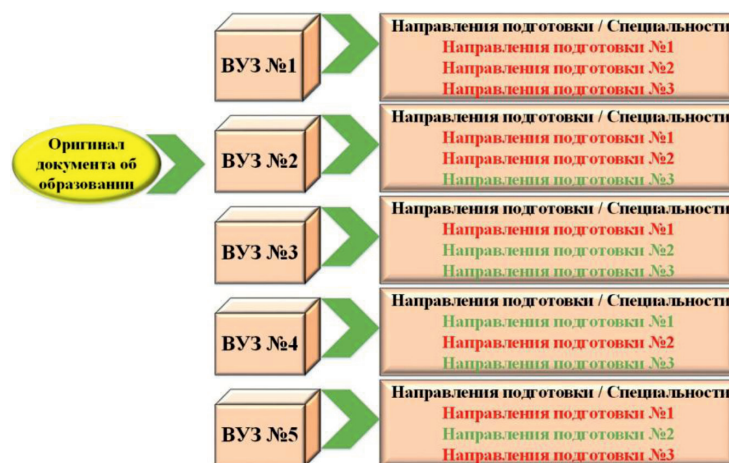 Оригинал
документа об
образовании
ВУЗ №1
Направления подготовки / Специальности
Направления подготовки №1
Направления подготовки №2
Направления подготовки №3
ВУЗ №2
Направления подготовки / Специальности
Направления подготовки №1
Направления подготовки №2
Направления подготовки №3
ВУЗ №3
Направления подготовки / Специальности
Направления подготовки №1
Направления подготовки №2
Направления подготовки №3
ВУЗ №4
Направления подготовки / Специальности
Направления подготовки №1
Направления подготовки №2
Направления подготовки №3
ВУЗ №5
Направления подготовки / Специальности
Направления подготовки №1
Направления подготовки №2
Направления подготовки №3